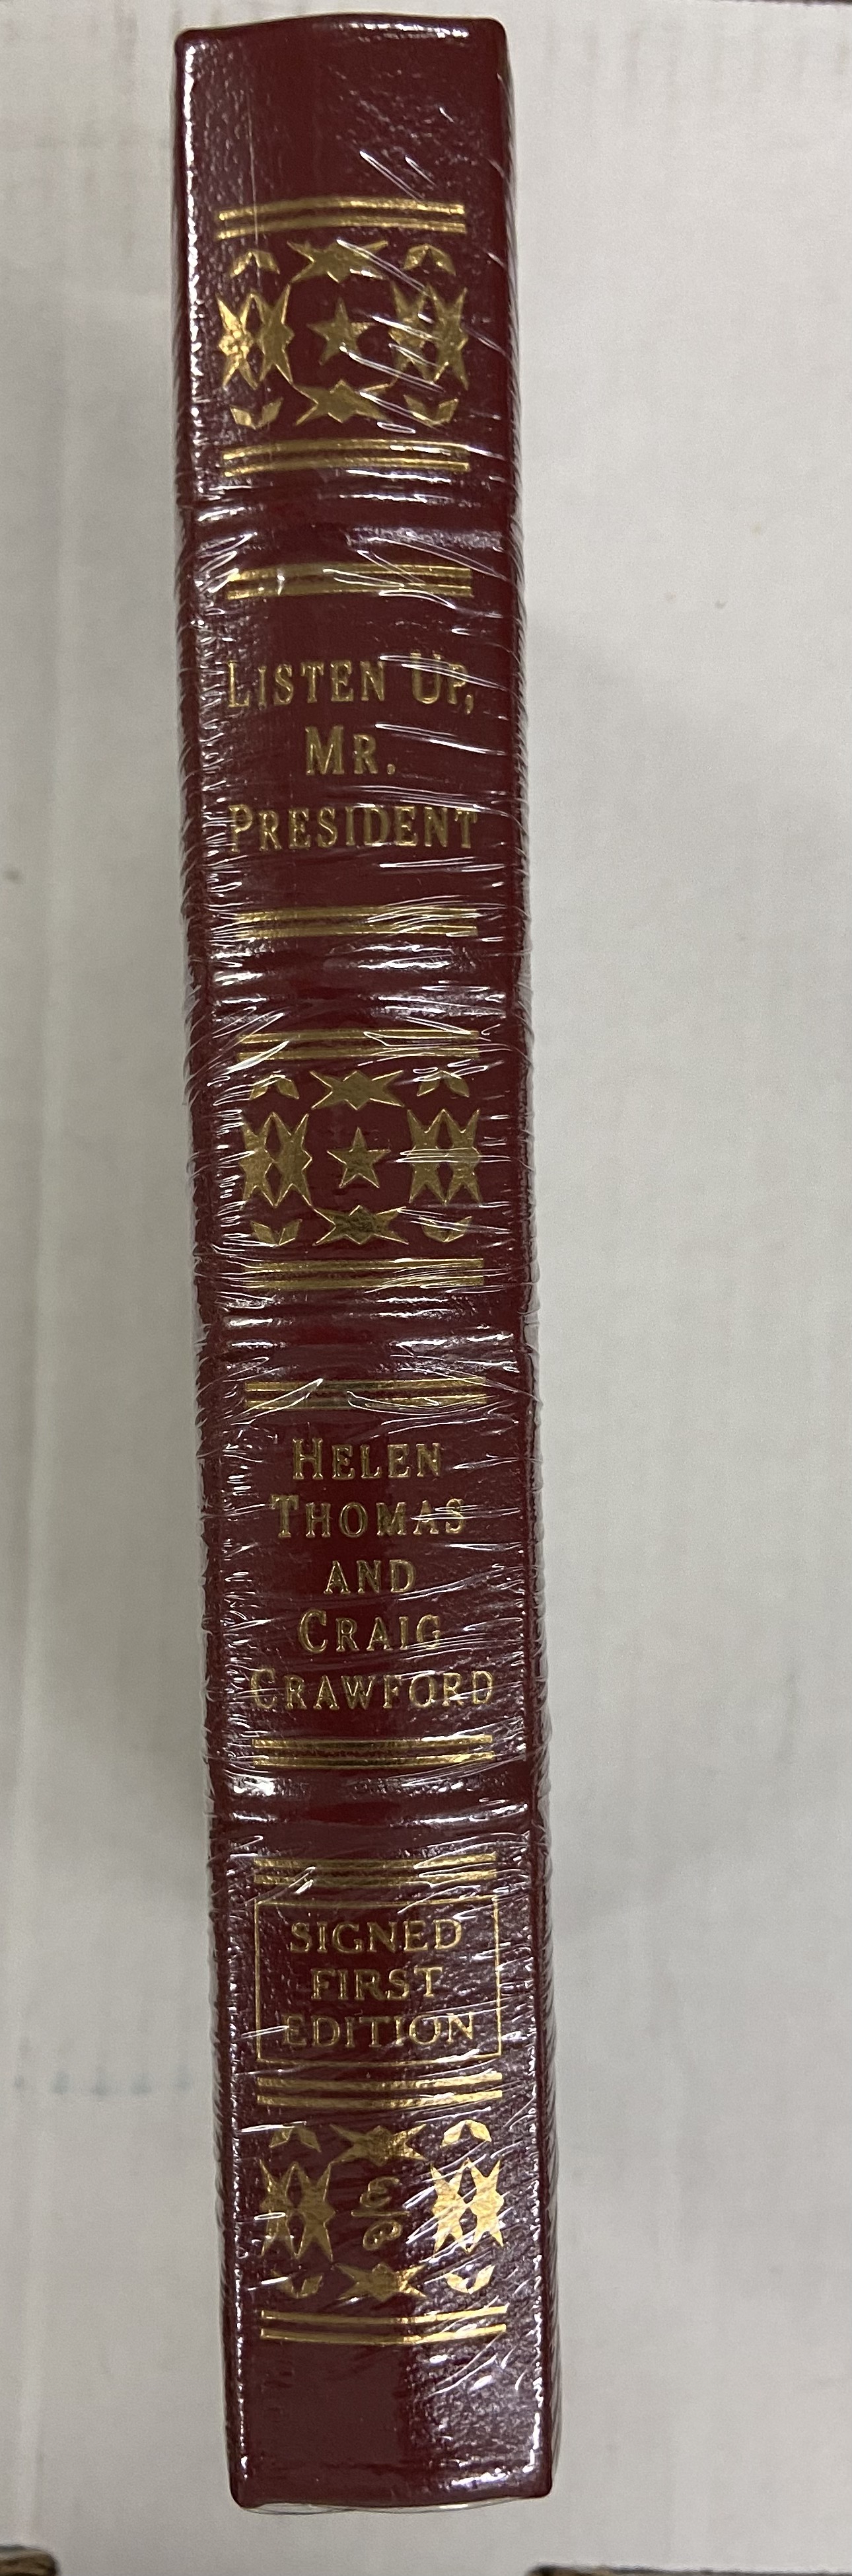 LISTEN UP,
MR.
PRESIDENT
HELEN
THOMAS
AND
CRAIG
CRAWFORD
SIGNED
FIRST
EDITION
E
P